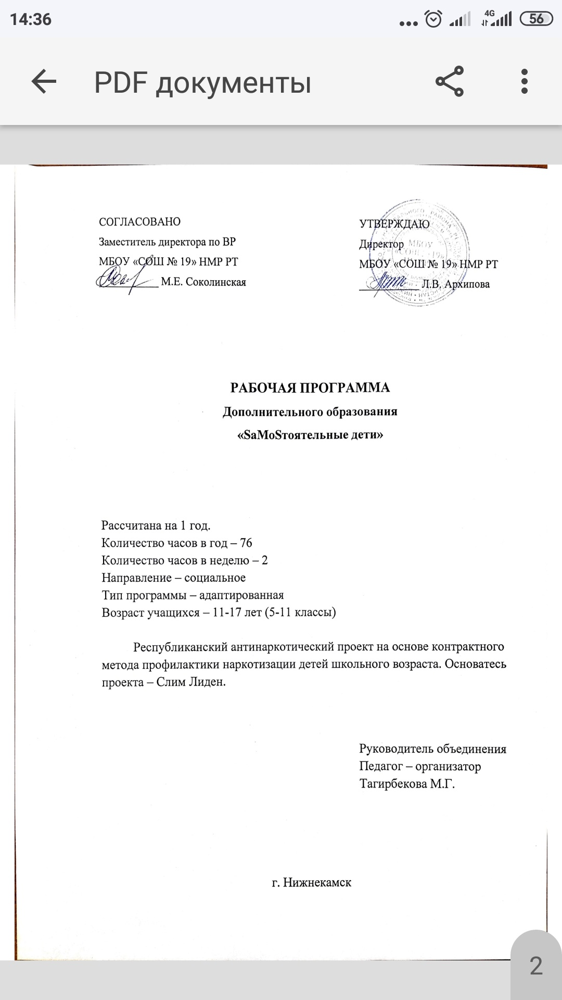 14:36
4G
56
PDF документы
СОГЛАСОВАНО
Заместитель директора по ВР
МБОУ «СОШ № 19» НМР РТ
М.Е. Соколинская
УТВЕРЖДАЮ
Директор
МБОУ «СОШ № 19» НМР РТ
Л.В. Архипова
МБОУ
РАБОЧАЯ ПРОГРАММА
Дополнительного образования
«SaMoSтоятельные дети»
Рассчитана на 1 год.
Количество часов в год – 76
Количество часов в неделю – 2
Направление – социальное
Тип программы – адаптированная
Возраст учащихся – 11-17 лет (5-11 классы)
Республиканский антинаркотический проект на основе контрактного
метода профилактики наркотизации детей школьного возраста. Основатесь
проекта – Слим Лиден.
Руководитель объединения
Педагог – организатор
Тагирбекова М.Г.
г. Нижнекамск
2